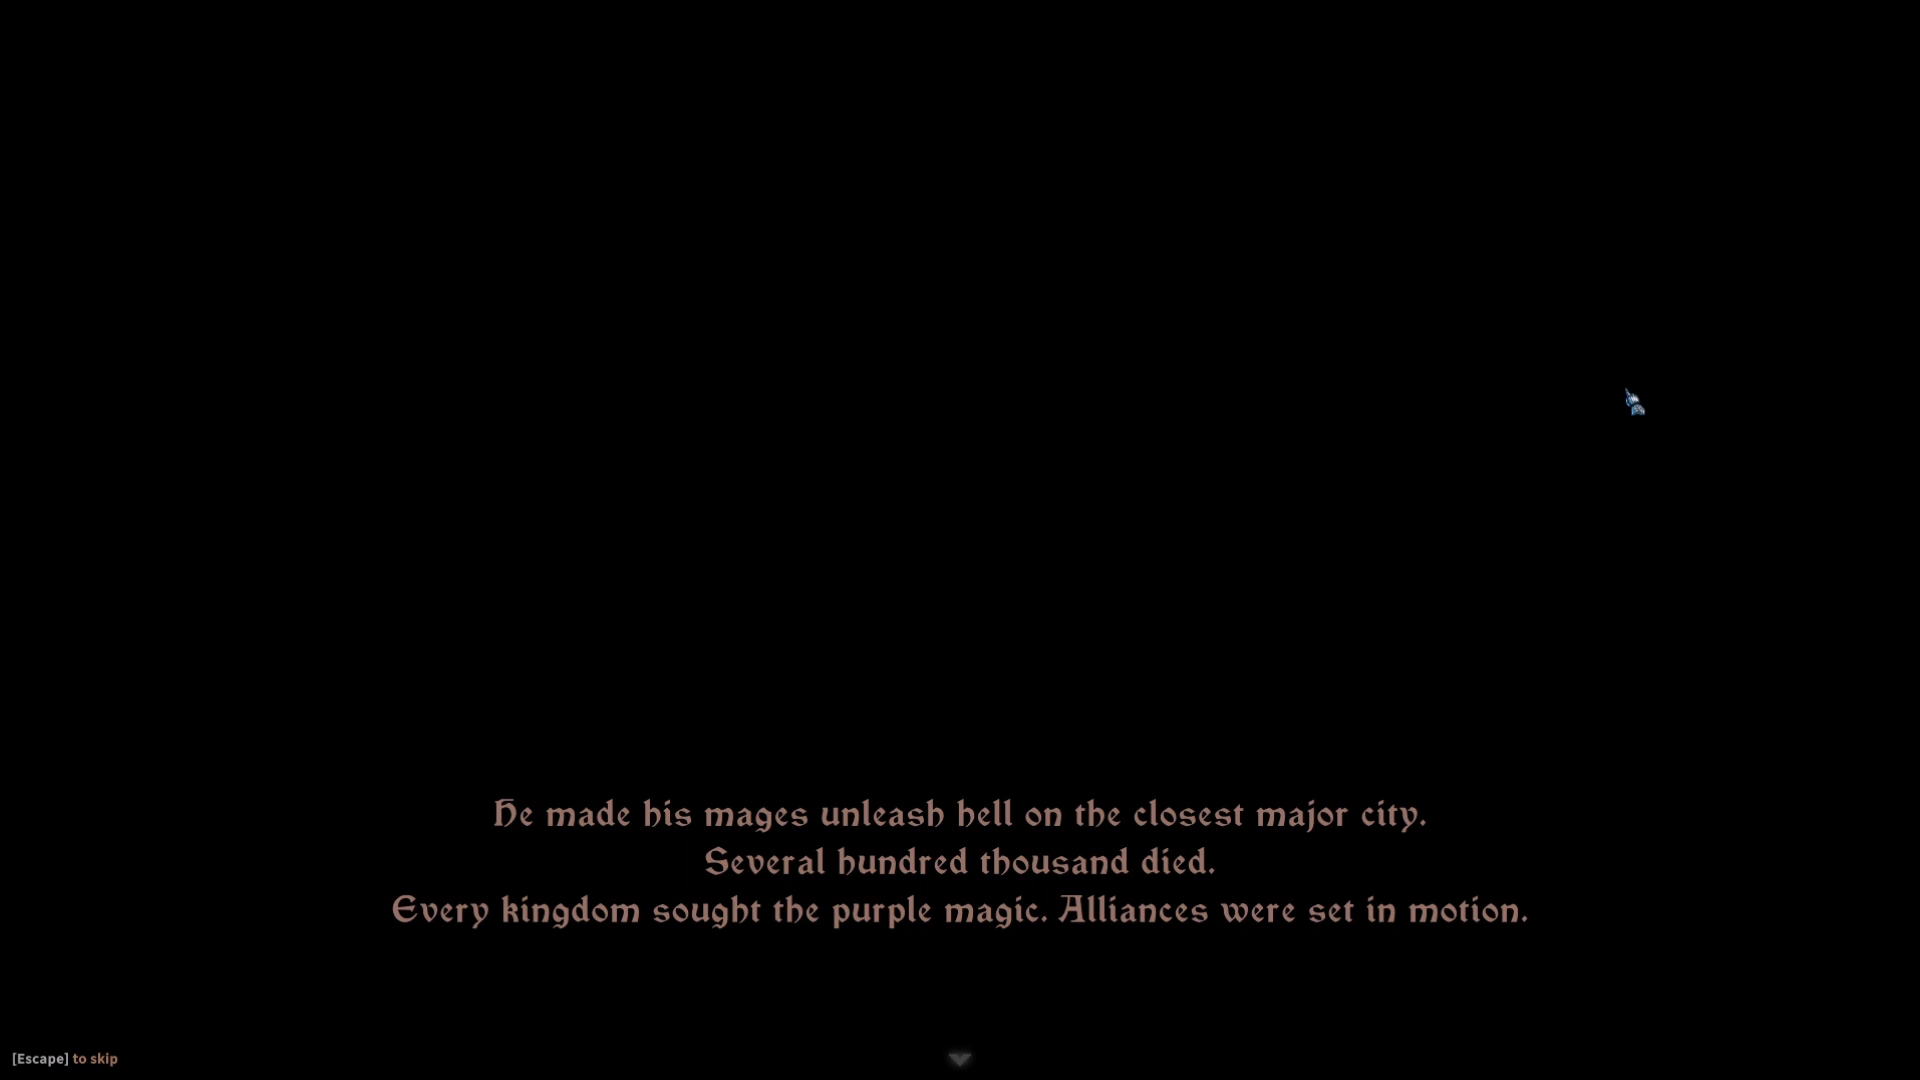 He made his mages unleash hell on the closest major city.
Several hundred thousand died.
Every kingdom sought the purple magic. Alliances were set in motion.
[Escape] to skip